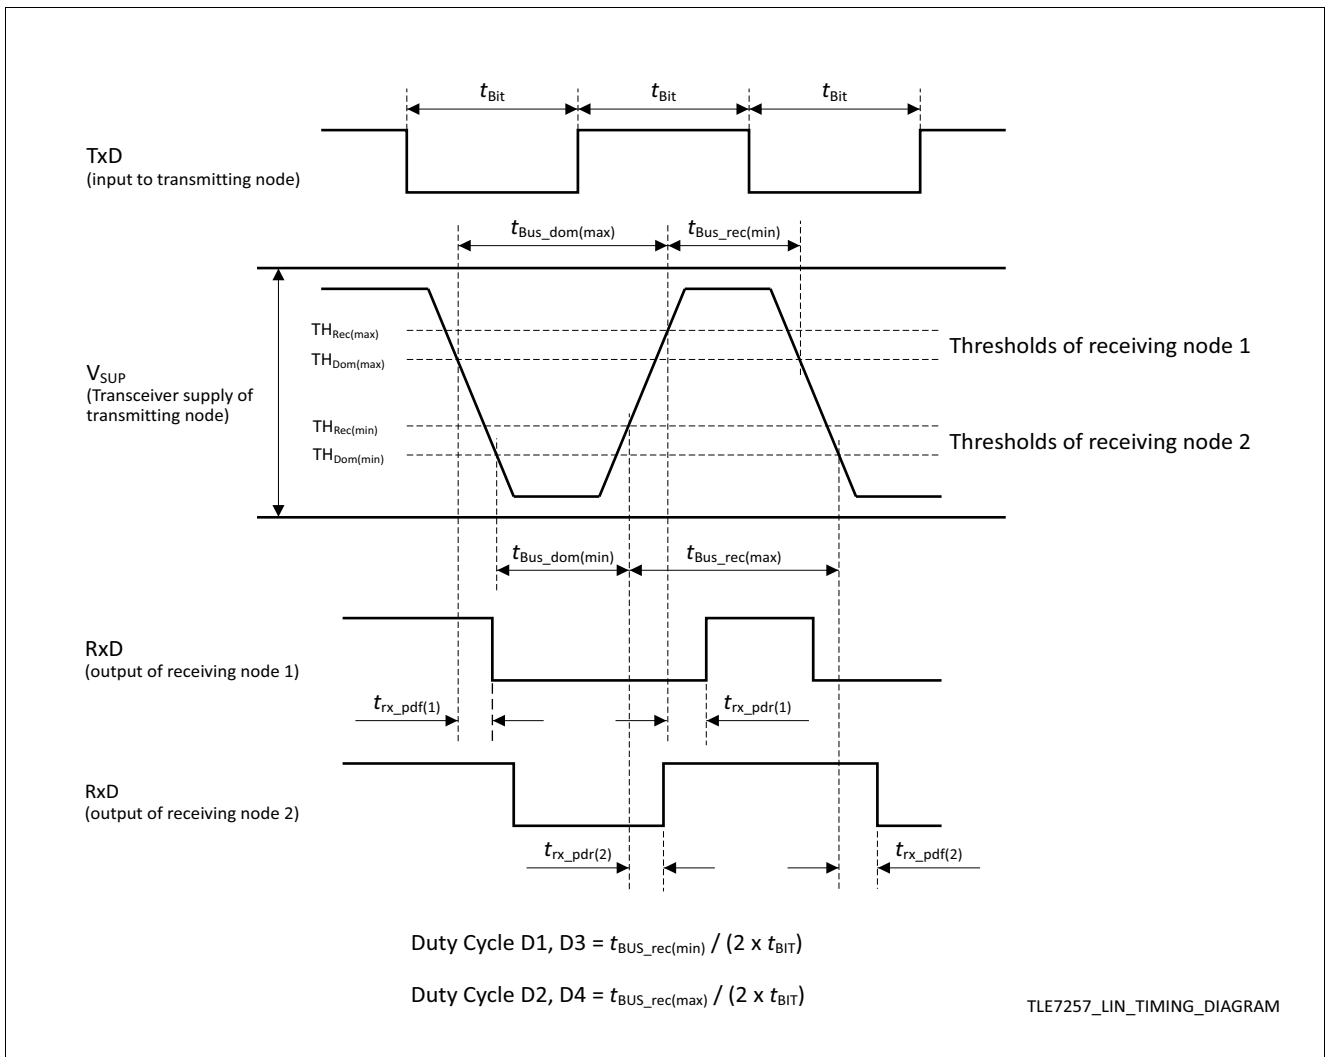 tBit tBit tBit
TxD
(input to transmitting node)
tBus_dom(max) tBus_rec(min)
THRec(max)
THDom(max)
Thresholds of receiving node 1
VSUP
(Transceiver supply of
transmitting node)
THRec(min)
THDom(min)
Thresholds of receiving node 2
tBus_dom(min) tBus_rec(max)
RxD
(output of receiving node 1)
trx_pdf(1) trx_pdr(1)
RxD
(output of receiving node 2)
trx_pdr(2) trx_pdf(2)
Duty Cycle D1, D3 = tBUS_rec(min) / (2 x tBIT)
Duty Cycle D2, D4 = tBUS_rec(max) / (2 x tBIT)
TLE7257_LIN_TIMING_DIAGRAM